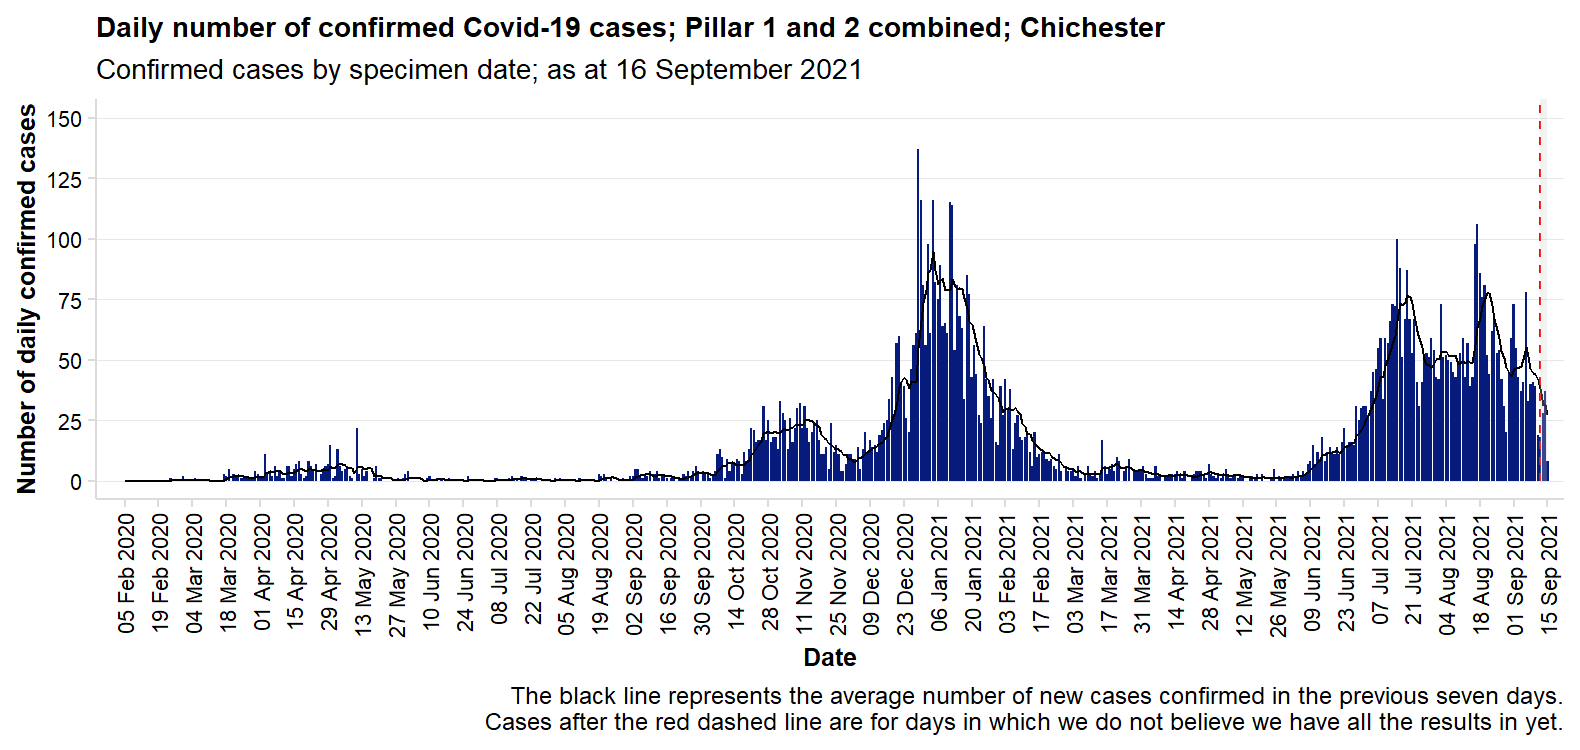 Daily number of confirmed Covid-19 cases; Pillar 1 and 2 combined; Chichester
Confirmed cases by specimen date; as at 16 September 2021
Number of daily confirmed cases
150
125
100
75
50
25
0
05 Feb 2020
19 Feb 2020
04 Mar 2020
18 Mar 2020
01 Apr 2020
15 Apr 2020
29 Apr 2020
13 May 2020
27 May 2020
10 Jun 2020
24 Jun 2020
08 Jul 2020
22 Jul 2020
05 Aug 2020
19 Aug 2020
02 Sep 2020
16 Sep 2020
30 Sep 2020
14 Oct 2020
28 Oct 2020
11 Nov 2020
25 Nov 2020
09 Dec 2020
23 Dec 2020
06 Jan 2021
20 Jan 2021
03 Feb 2021
17 Feb 2021
03 Mar 2021
17 Mar 2021
31 Mar 2021
14 Apr 2021
28 Apr 2021
12 May 2021
26 May 2021
09 Jun 2021
23 Jun 2021
07 Jul 2021
21 Jul 2021
04 Aug 2021
18 Aug 2021
01 Sep 2021
15 Sep 2021
Date
The black line represents the average number of new cases confirmed in the previous seven days.
Cases after the red dashed line are for days in which we do not believe we have all the results in yet.